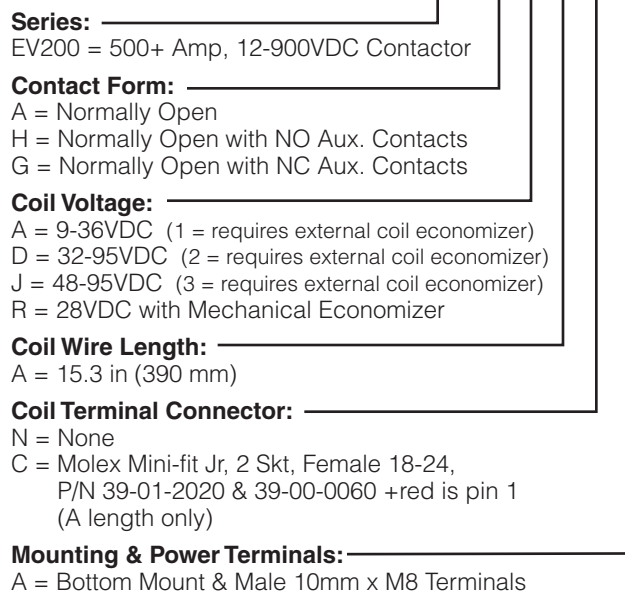 Series:
EV200 = 500+ Amp, 12-900VDC Contactor
Contact Form:
A = Normally Open
H = Normally Open with NO Aux. Contacts
G = Normally Open with NC Aux. Contacts
Coil Voltage:
A = 9-36VDC (1 = requires external coil economizer)
D = 32-95VDC (2 = requires external coil economizer)
J = 48-95VDC (3 = requires external coil economizer)
R = 28VDC with Mechanical Economizer
Coil Wire Length:
A = 15.3 in (390 mm)
Coil Terminal Connector:
N = None
C = Molex Mini-fit Jr, 2 Skt, Female 18-24,
P/N 39-01-2020 & 39-00-0060 +red is pin 1
(A length only)
Mounting & Power Terminals:
A = Bottom Mount & Male 10mm x M8 Terminals